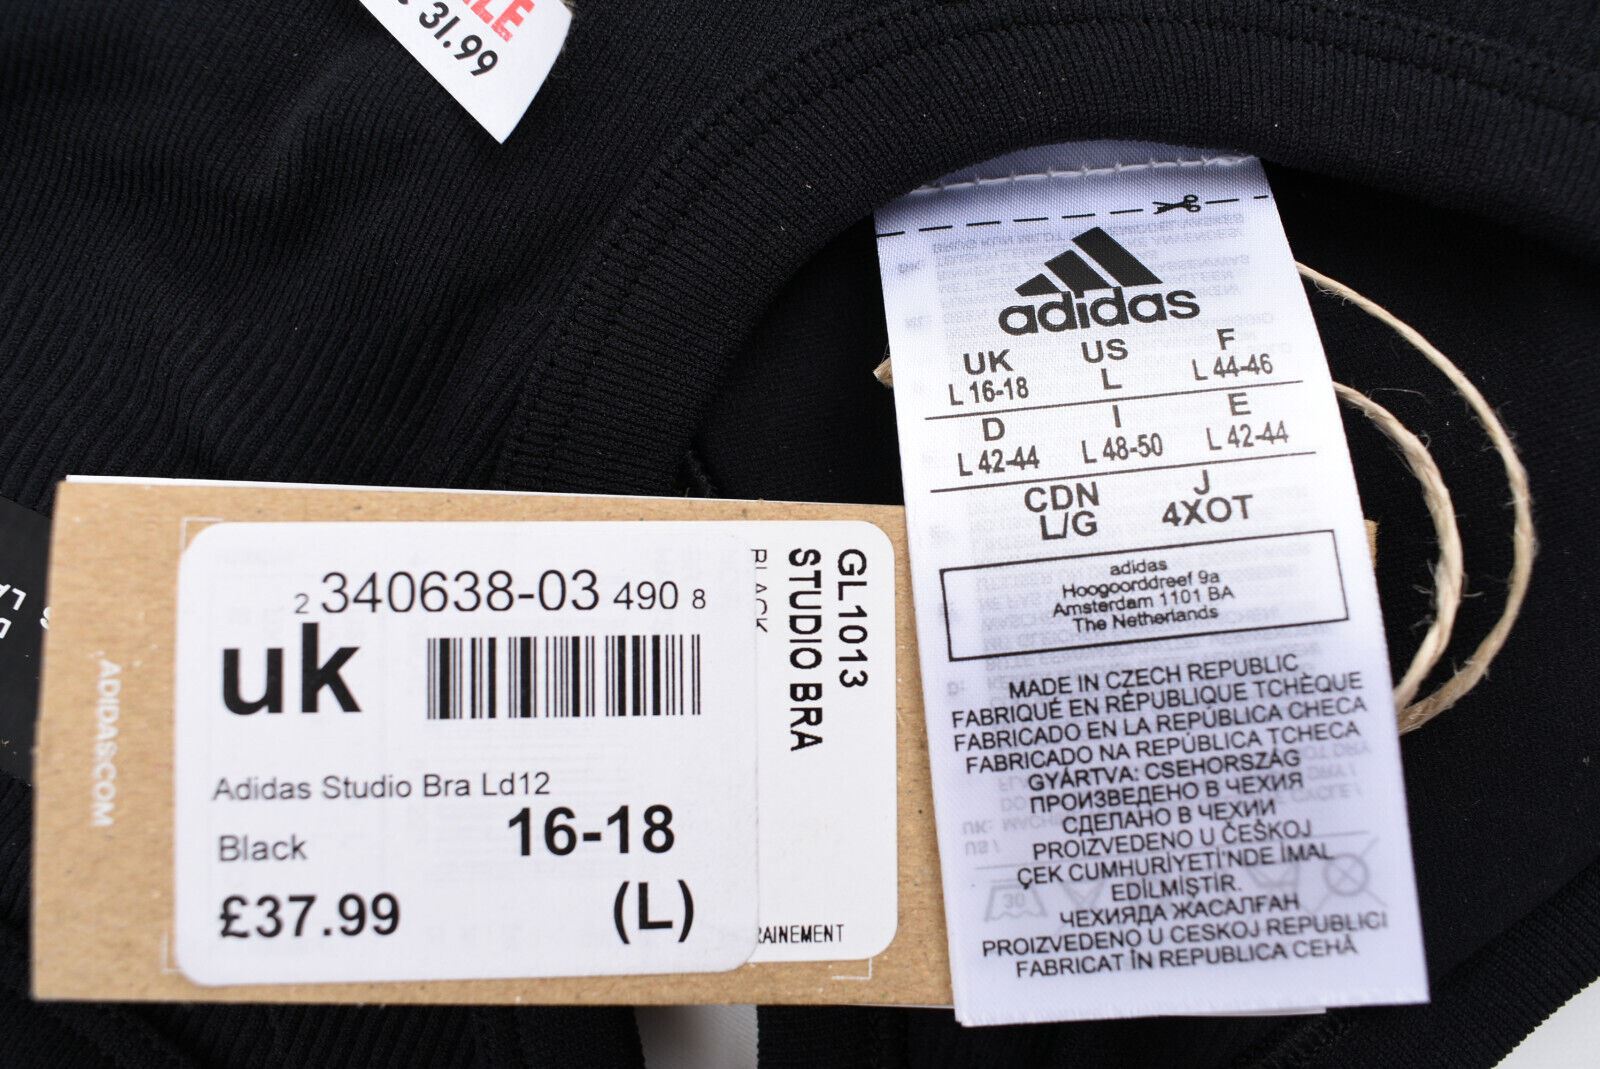 31.99
2 340638-03 490 8
uk
Adidas Studio Bra Ld12
Black
16-18
£37.99
(L)
GL1013
STUDIO BRA
BLACK
RAINEMENT
ADIDAS.COM
adidas
UK US F
L 16-18 L L 44-46
D I E
L 42-44 L 48-50 L 42-44
CDN J
L/G 4XOT
adidas
Hoogoorddreef 9a
Amsterdam 1101 BA
The Netherlands
MADE IN CZECH REPUBLIC
FABRIQUÉ EN RÉPUBLIQUE TCHÈQUE
FABRICADO EN LA REPÚBLICA CHECA
FABRICADO NA REPÚBLICA TCHECA
GYÁRTVA: CSEHORSZÁG
ПРОИЗВЕДЕНО В ЧЕХИЯ
СДЕЛАНО В ЧЕХИИ
PROIZVEDENO U ČEŠKOJ
ÇEK CUMHURİYETİ'NDE İMAL
EDİLMİŞTİR.
ЧЕХИЯДА ЖАСАЛҒАН
PROIZVEDENO U CESKOJ REPUBLICI
FABRICAT ÎN REPUBLICA CEHĂ